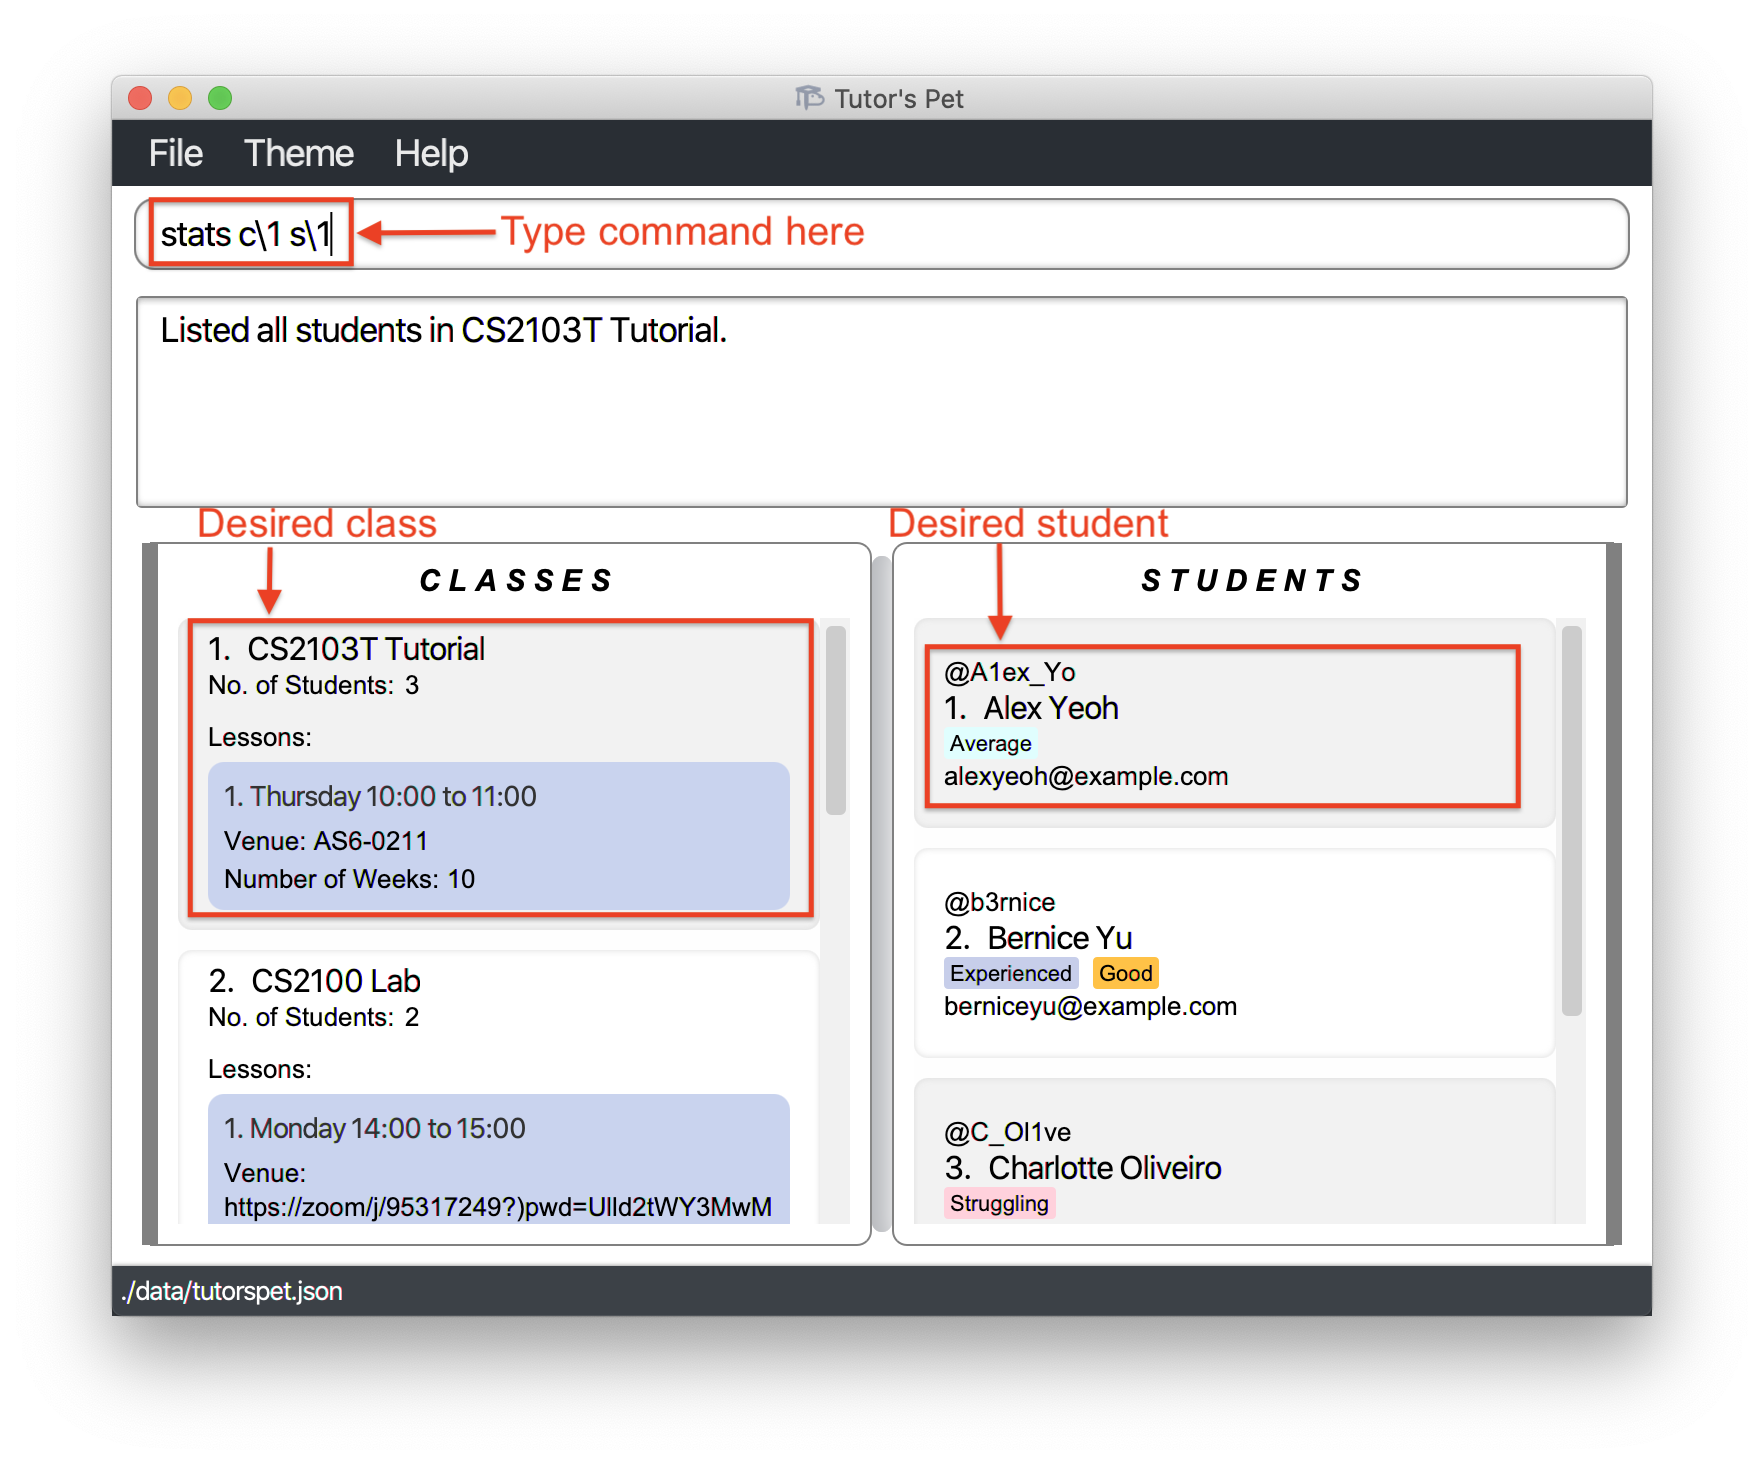 Tutor's Pet
File Theme Help
stats c\1 s\1
Type command here
Listed all students in CS2103T Tutorial.
Desired class
Desired student
CLASSES
1. CS2103T Tutorial
No. of Students: 3
Lessons:
1. Thursday 10:00 to 11:00
Venue: AS6-0211
Number of Weeks: 10
2. CS2100 Lab
No. of Students: 2
Lessons:
1. Monday 14:00 to 15:00
Venue:
https://zoom/j/95317249?)pwd=Ulld2tWY3MwM
STUDENTS
@A1ex_Yo
1. Alex Yeoh
Average
alexyeoh@example.com
@b3rnice
2. Bernice Yu
Experienced Good
berniceyu@example.com
@C_Ol1ve
3. Charlotte Oliveiro
Struggling
./data/tutorspet.json